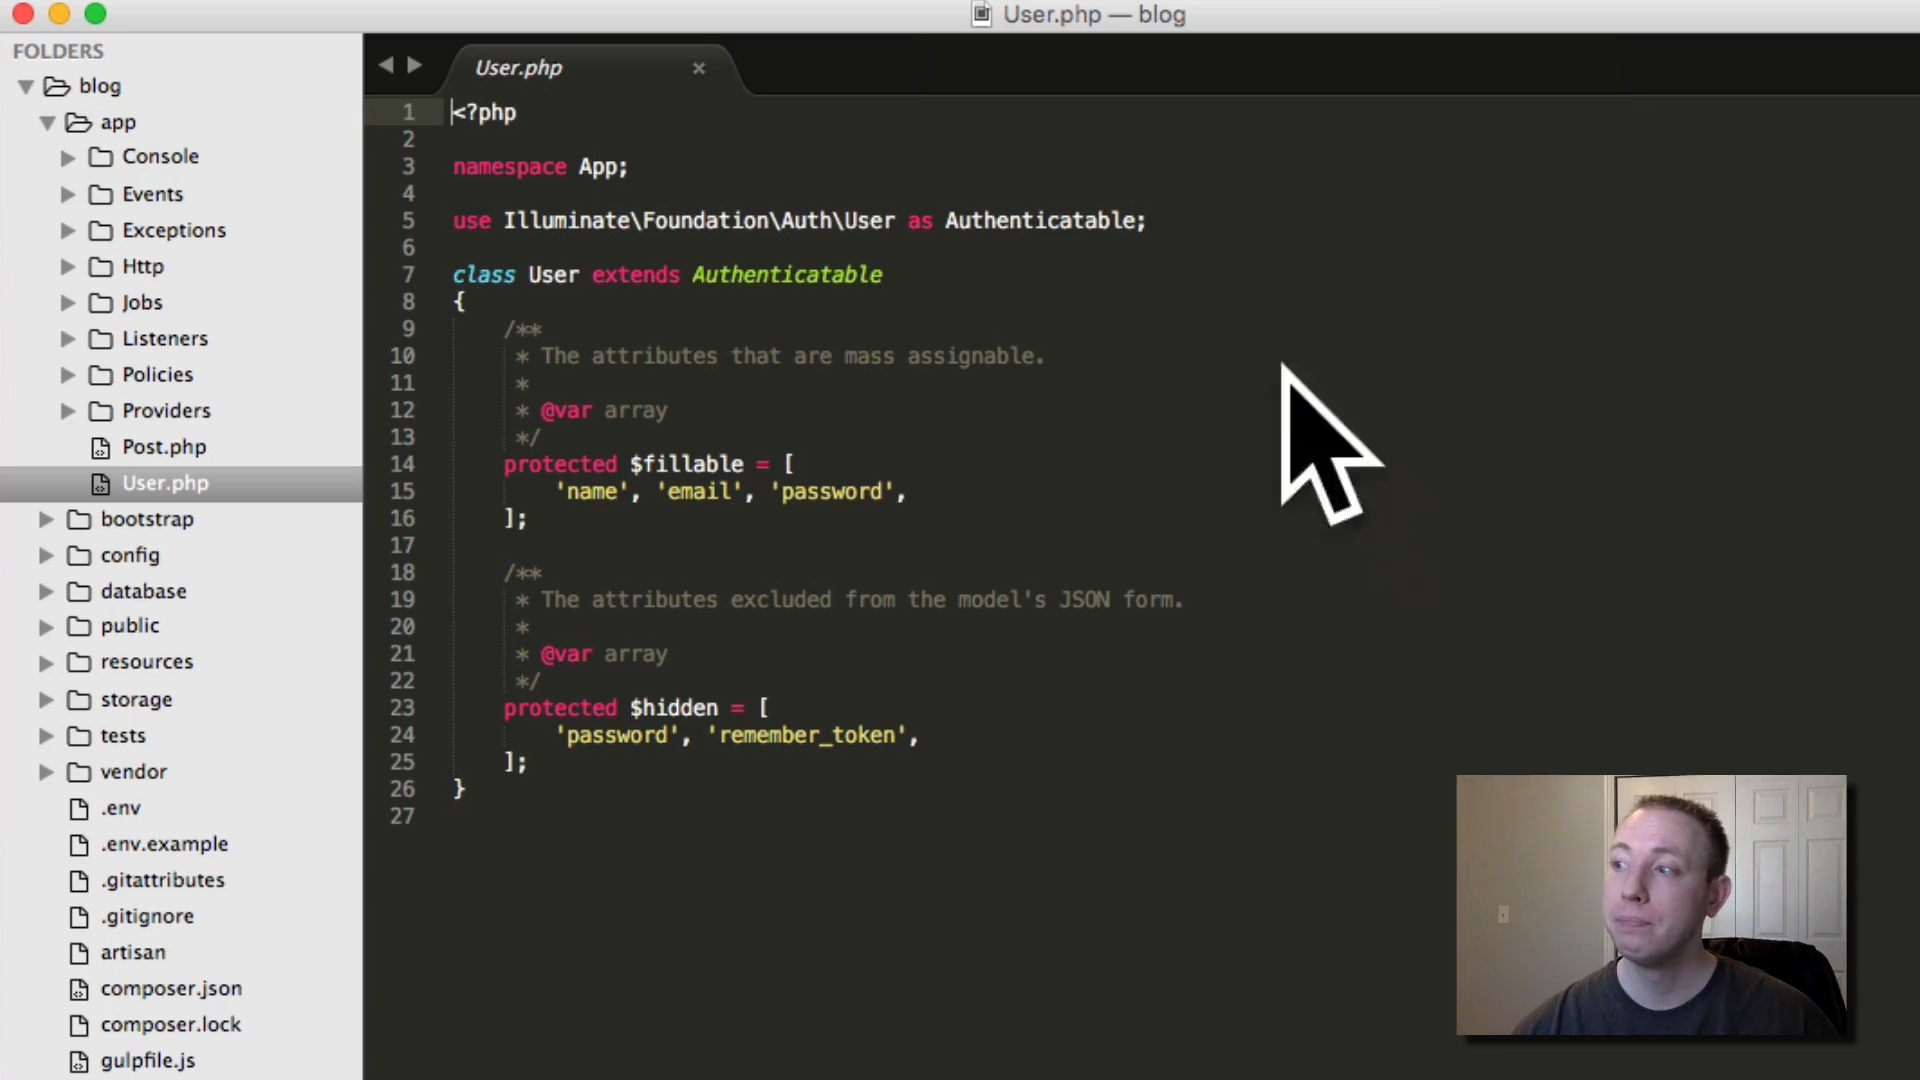 User.php — blog
FOLDERS
blog
app
Console
Events
Exceptions
Http
Jobs
Listeners
Policies
Providers
Post.php
User.php
bootstrap
config
database
public
resources
storage
tests
vendor
.env
.env.example
.gitattributes
.gitignore
artisan
composer.json
composer.lock
gulpfile.js
User.php ×
1 <?php
2
3 namespace App;
4
5 use Illuminate\Foundation\Auth\User as Authenticatable;
6
7 class User extends Authenticatable
8 {
9     /**
10      * The attributes that are mass assignable.
11      *
12      * @var array
13      */
14     protected $fillable = [
15         'name', 'email', 'password',
16     ];
17
18     /**
19      * The attributes excluded from the model's JSON form.
20      *
21      * @var array
22      */
23     protected $hidden = [
24         'password', 'remember_token',
25     ];
26 }
27